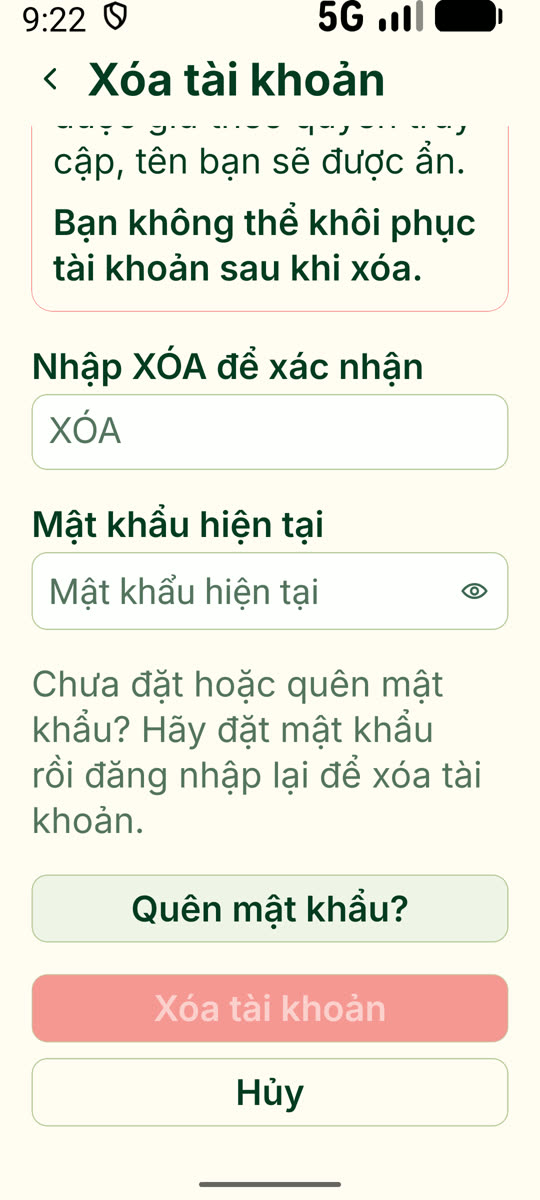 9:22
5G
Xóa tài khoản
cập, tên bạn sẽ được ẩn.
Bạn không thể khôi phục
tài khoản sau khi xóa.
Nhập XÓA để xác nhận
XÓA
Mật khẩu hiện tại
Mật khẩu hiện tại
Chưa đặt hoặc quên mật
khẩu? Hãy đặt mật khẩu
rồi đăng nhập lại để xóa tài
khoản.
Quên mật khẩu?
Xóa tài khoản
Hủy